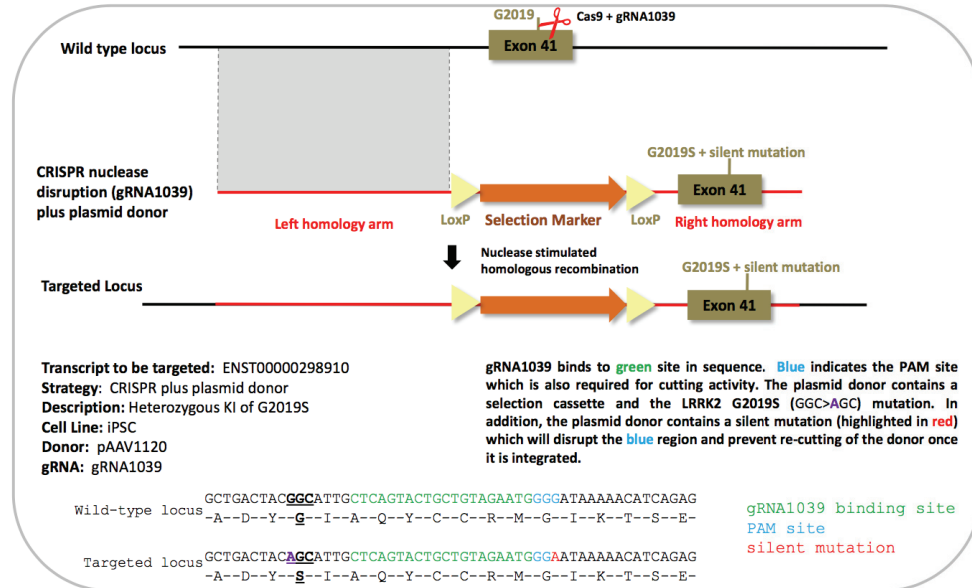 G2019
Cas9 + gRNA1039
Wild type locus
Exon 41
G2019S + silent mutation
CRISPR nuclease
disruption (gRNA1039)
plus plasmid donor
Exon 41
Left homology arm
LoxP
Selection Marker
LoxP
Right homology arm
Nuclease stimulated
homologous recombination
G2019S + silent mutation
Targeted Locus
Exon 41
Transcript to be targeted: ENST00000298910
Strategy: CRISPR plus plasmid donor
Description: Heterozygous KI of G2019S
Cell Line: iPSC
Donor: pAAV1120
gRNA: gRNA1039
gRNA1039 binds to green site in sequence. Blue indicates the PAM site
which is also required for cutting activity. The plasmid donor contains a
selection cassette and the LRRK2 G2019S (GGC>AGC) mutation. In
addition, the plasmid donor contains a silent mutation (highlighted in red)
which will disrupt the blue region and prevent re-cutting of the donor once
it is integrated.
GCTGACTACGGCATTGCTCAGTACTGCTGTAGAATGGGGATAAAAACATCAGAG
Wild-type locus
-A--D--Y--G--I--A--Q--Y--C--C--R--M--G--I--K--T--S--E-
GCTGACTACAGCATTGCTCAGTACTGCTGTAGAATGGGAATAAAAACATCAGAG
Targeted locus
-A--D--Y--S--I--A--Q--Y--C--C--R--M--G--I--K--T--S--E-
gRNA1039 binding site
PAM site
silent mutation